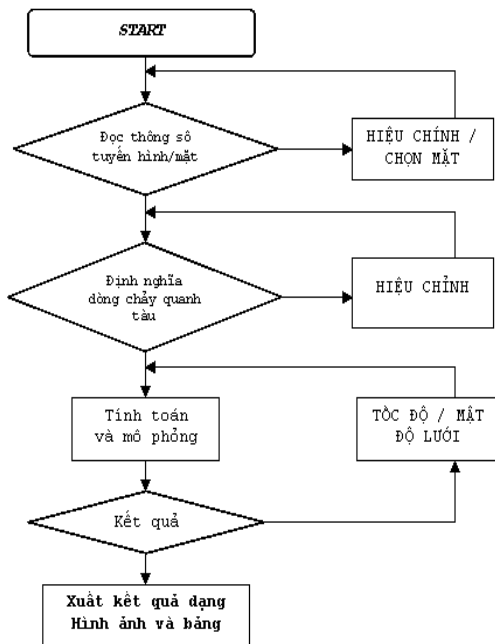 START
Đọc thông số
tuyến hình/mặt
HIỆU CHÍNH /
CHỌN MẶT
Định nghĩa
dòng chảy quanh
tàu
HIỆU CHỈNH
Tính toán
và mô phỏng
TỐC ĐỘ / MẬT
ĐỘ LƯỚI
Kết quả
Xuất kết quả dạng
Hình ảnh và bảng